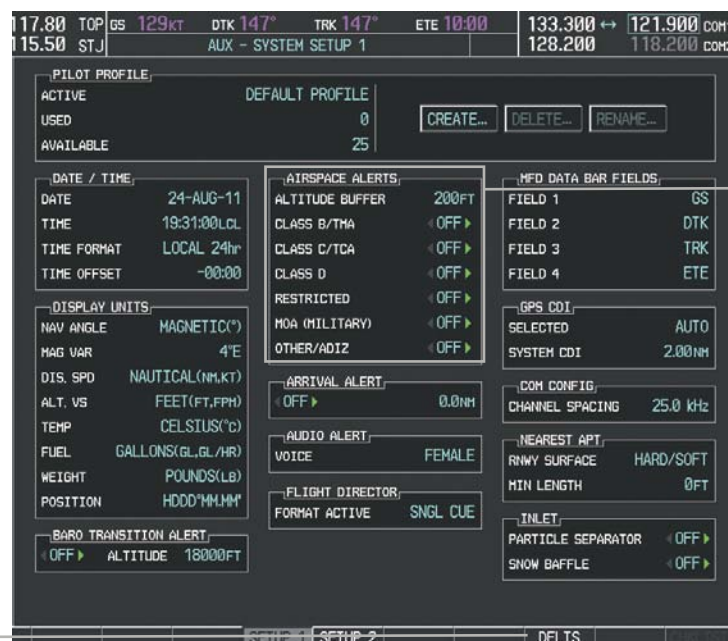 117.80 TOP GS 129KT DTK 147° TRK 147° ETE 10:00 133.300 ↔ 121.900 COM1
115.50 STJ AUX - SYSTEM SETUP 1 128.200 118.200 COM2
PILOT PROFILE
ACTIVE DEFAULT PROFILE
USED 0 CREATE... DELETE... RENAME...
AVAILABLE 25
DATE / TIME
DATE 24-AUG-11
TIME 19:31:00LCL
TIME FORMAT LOCAL 24hr
TIME OFFSET -00:00
DISPLAY UNITS
NAV ANGLE MAGNETIC(°)
MAG VAR 4°E
DIS, SPD NAUTICAL(NM,KT)
ALT, VS FEET(FT,FPM)
TEMP CELSIUS(°C)
FUEL GALLONS(GL,GL/HR)
WEIGHT POUNDS(LB)
POSITION HDDD°MM.MM'
BARO TRANSITION ALERT
OFF ALTITUDE 18000FT
AIRSPACE ALERTS
ALTITUDE BUFFER 200FT
CLASS B/TMA OFF
CLASS C/TCA OFF
CLASS D OFF
RESTRICTED OFF
MOA (MILITARY) OFF
OTHER/ADIZ OFF
ARRIVAL ALERT
OFF 0.0NM
AUDIO ALERT
VOICE FEMALE
FLIGHT DIRECTOR
FORMAT ACTIVE SNGL CUE
MFD DATA BAR FIELDS
FIELD 1 GS
FIELD 2 DTK
FIELD 3 TRK
FIELD 4 ETE
GPS CDI
SELECTED AUTO
SYSTEM CDI 2.00NM
COM CONFIG
CHANNEL SPACING 25.0 kHz
NEAREST APT
RNWY SURFACE HARD/SOFT
MIN LENGTH 0FT
INLET
PARTICLE SEPARATOR OFF
SNOW BAFFLE OFF
SETUP 1 SETUP 2 DFLTS